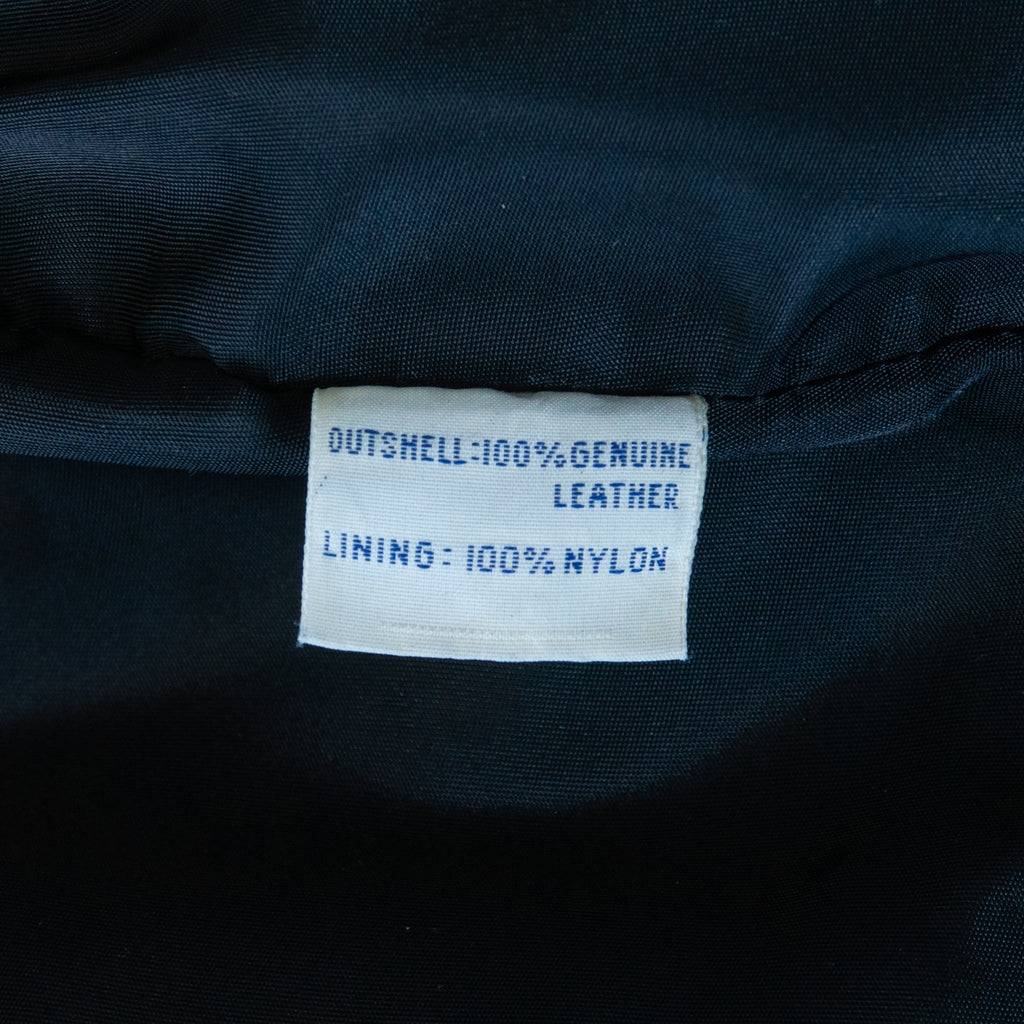 OUTSHELL:100%GENUINE
LEATHER
LINING: 100% NYLON